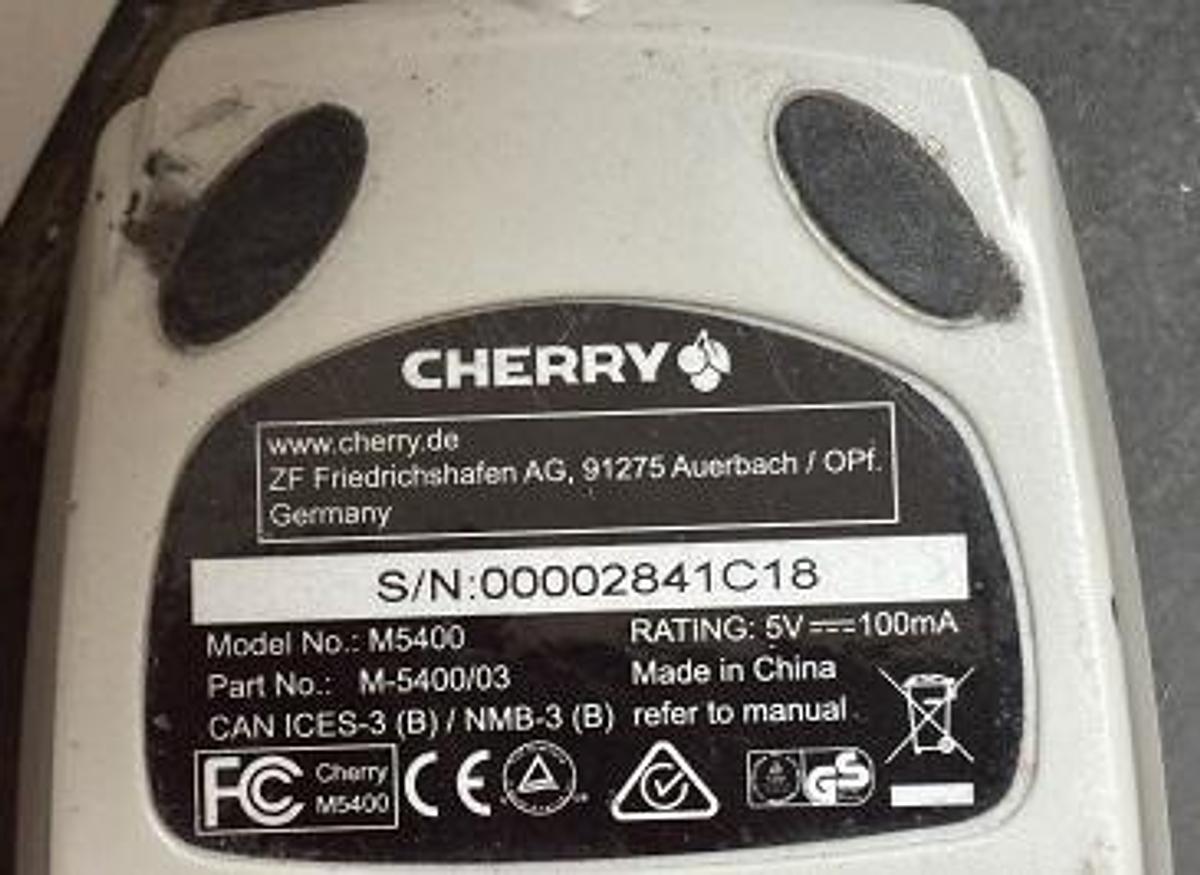 CHERRY
www.cherry.de
ZF Friedrichshafen AG, 91275 Auerbach / OPf.
Germany
S/N:00002841C18
Model No.: M5400
RATING: 5V⎓100mA
Part No.: M-5400/03
Made in China
CAN ICES-3 (B) / NMB-3 (B)
refer to manual
FC Cherry
M5400
CE
GS